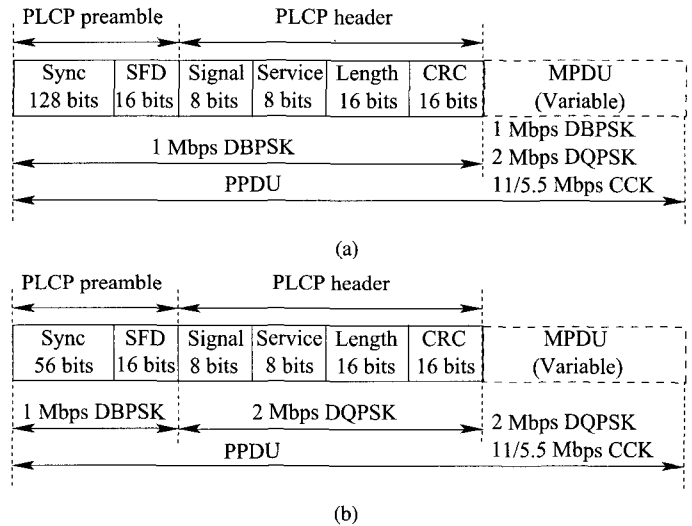 PLCP preamble PLCP header
Sync SFD Signal Service Length CRC MPDU
128 bits 16 bits 8 bits 8 bits 16 bits 16 bits (Variable)
1 Mbps DBPSK
1 Mbps DBPSK
2 Mbps DQPSK
PPDU
11/5.5 Mbps CCK
(a)
PLCP preamble PLCP header
Sync SFD Signal Service Length CRC MPDU
56 bits 16 bits 8 bits 8 bits 16 bits 16 bits (Variable)
1 Mbps DBPSK 2 Mbps DQPSK
2 Mbps DQPSK
PPDU
11/5.5 Mbps CCK
(b)